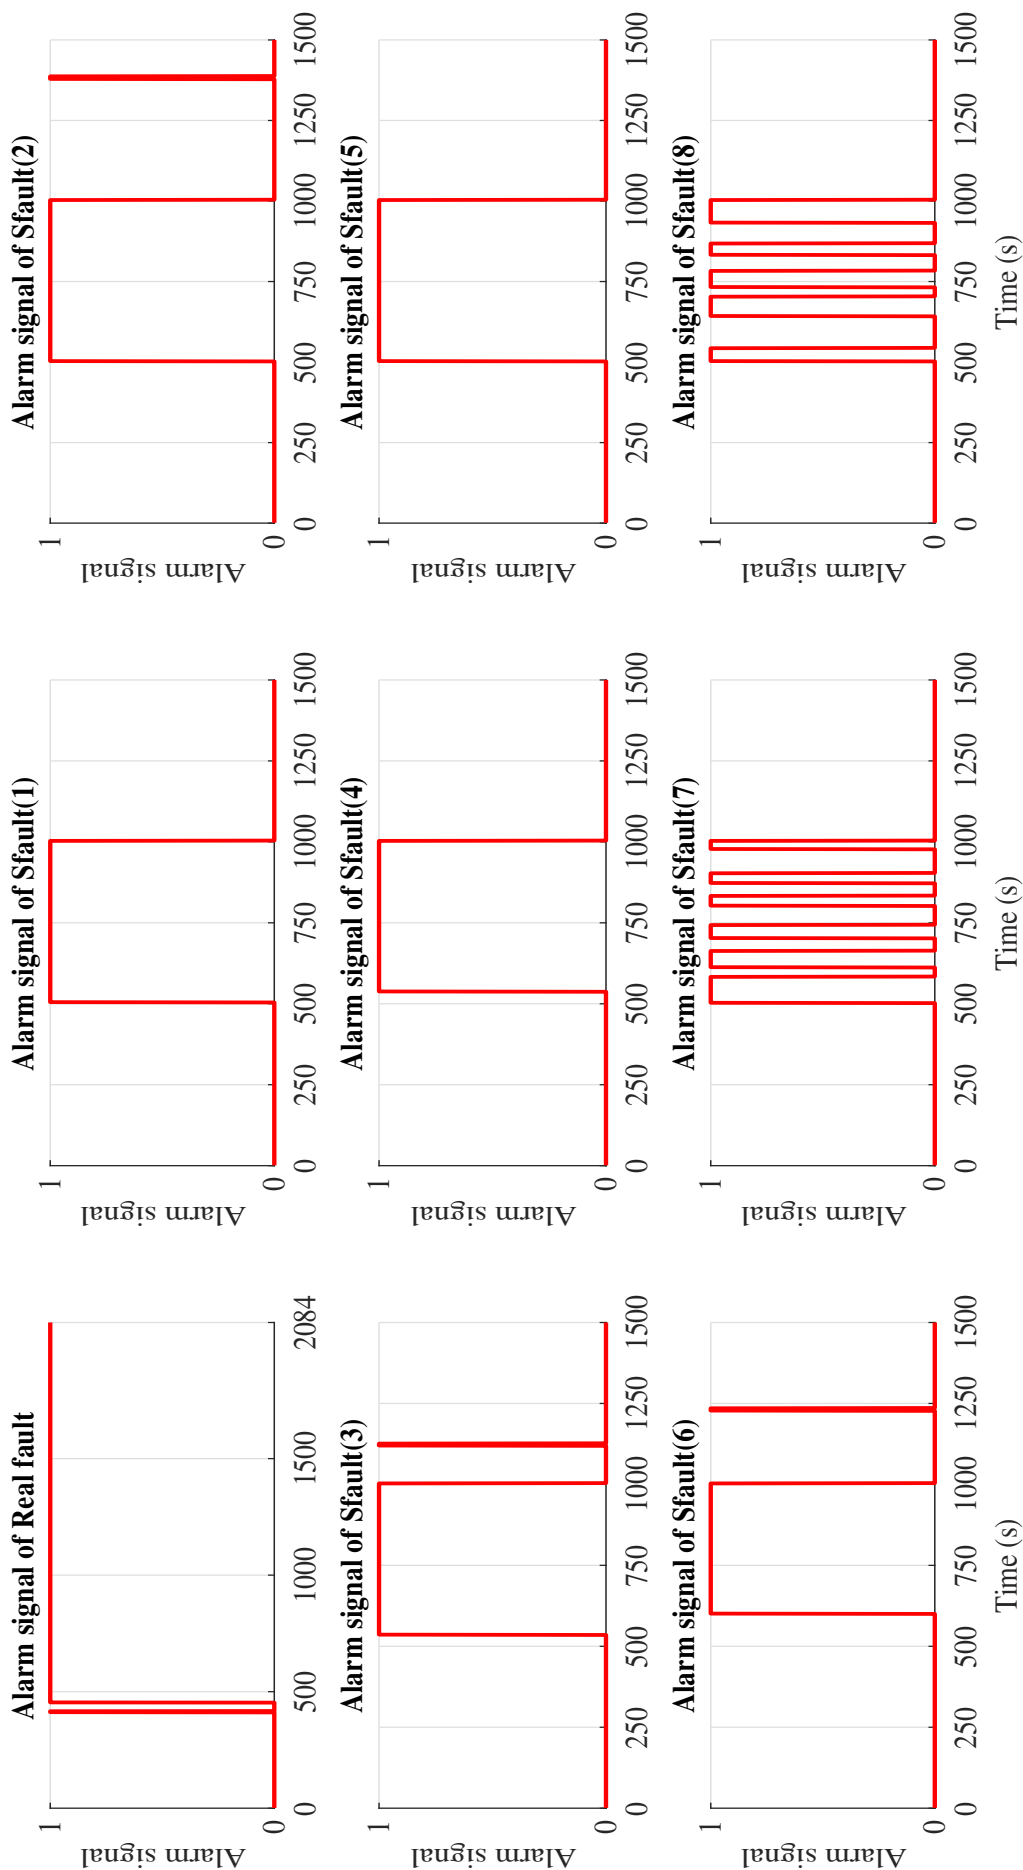 Alarm signal of Real fault
1
Alarm signal
0
0 500 1000 1500 2084
Alarm signal of Sfault(1)
1
Alarm signal
0
0 250 500 750 1000 1250 1500
Alarm signal of Sfault(2)
1
Alarm signal
0
0 250 500 750 1000 1250 1500
Alarm signal of Sfault(3)
1
Alarm signal
0
0 250 500 750 1000 1250 1500
Alarm signal of Sfault(4)
1
Alarm signal
0
0 250 500 750 1000 1250 1500
Alarm signal of Sfault(5)
1
Alarm signal
0
0 250 500 750 1000 1250 1500
Alarm signal of Sfault(6)
1
Alarm signal
0
0 250 500 750 1000 1250 1500
Time (s)
Alarm signal of Sfault(7)
1
Alarm signal
0
0 250 500 750 1000 1250 1500
Time (s)
Alarm signal of Sfault(8)
1
Alarm signal
0
0 250 500 750 1000 1250 1500
Time (s)